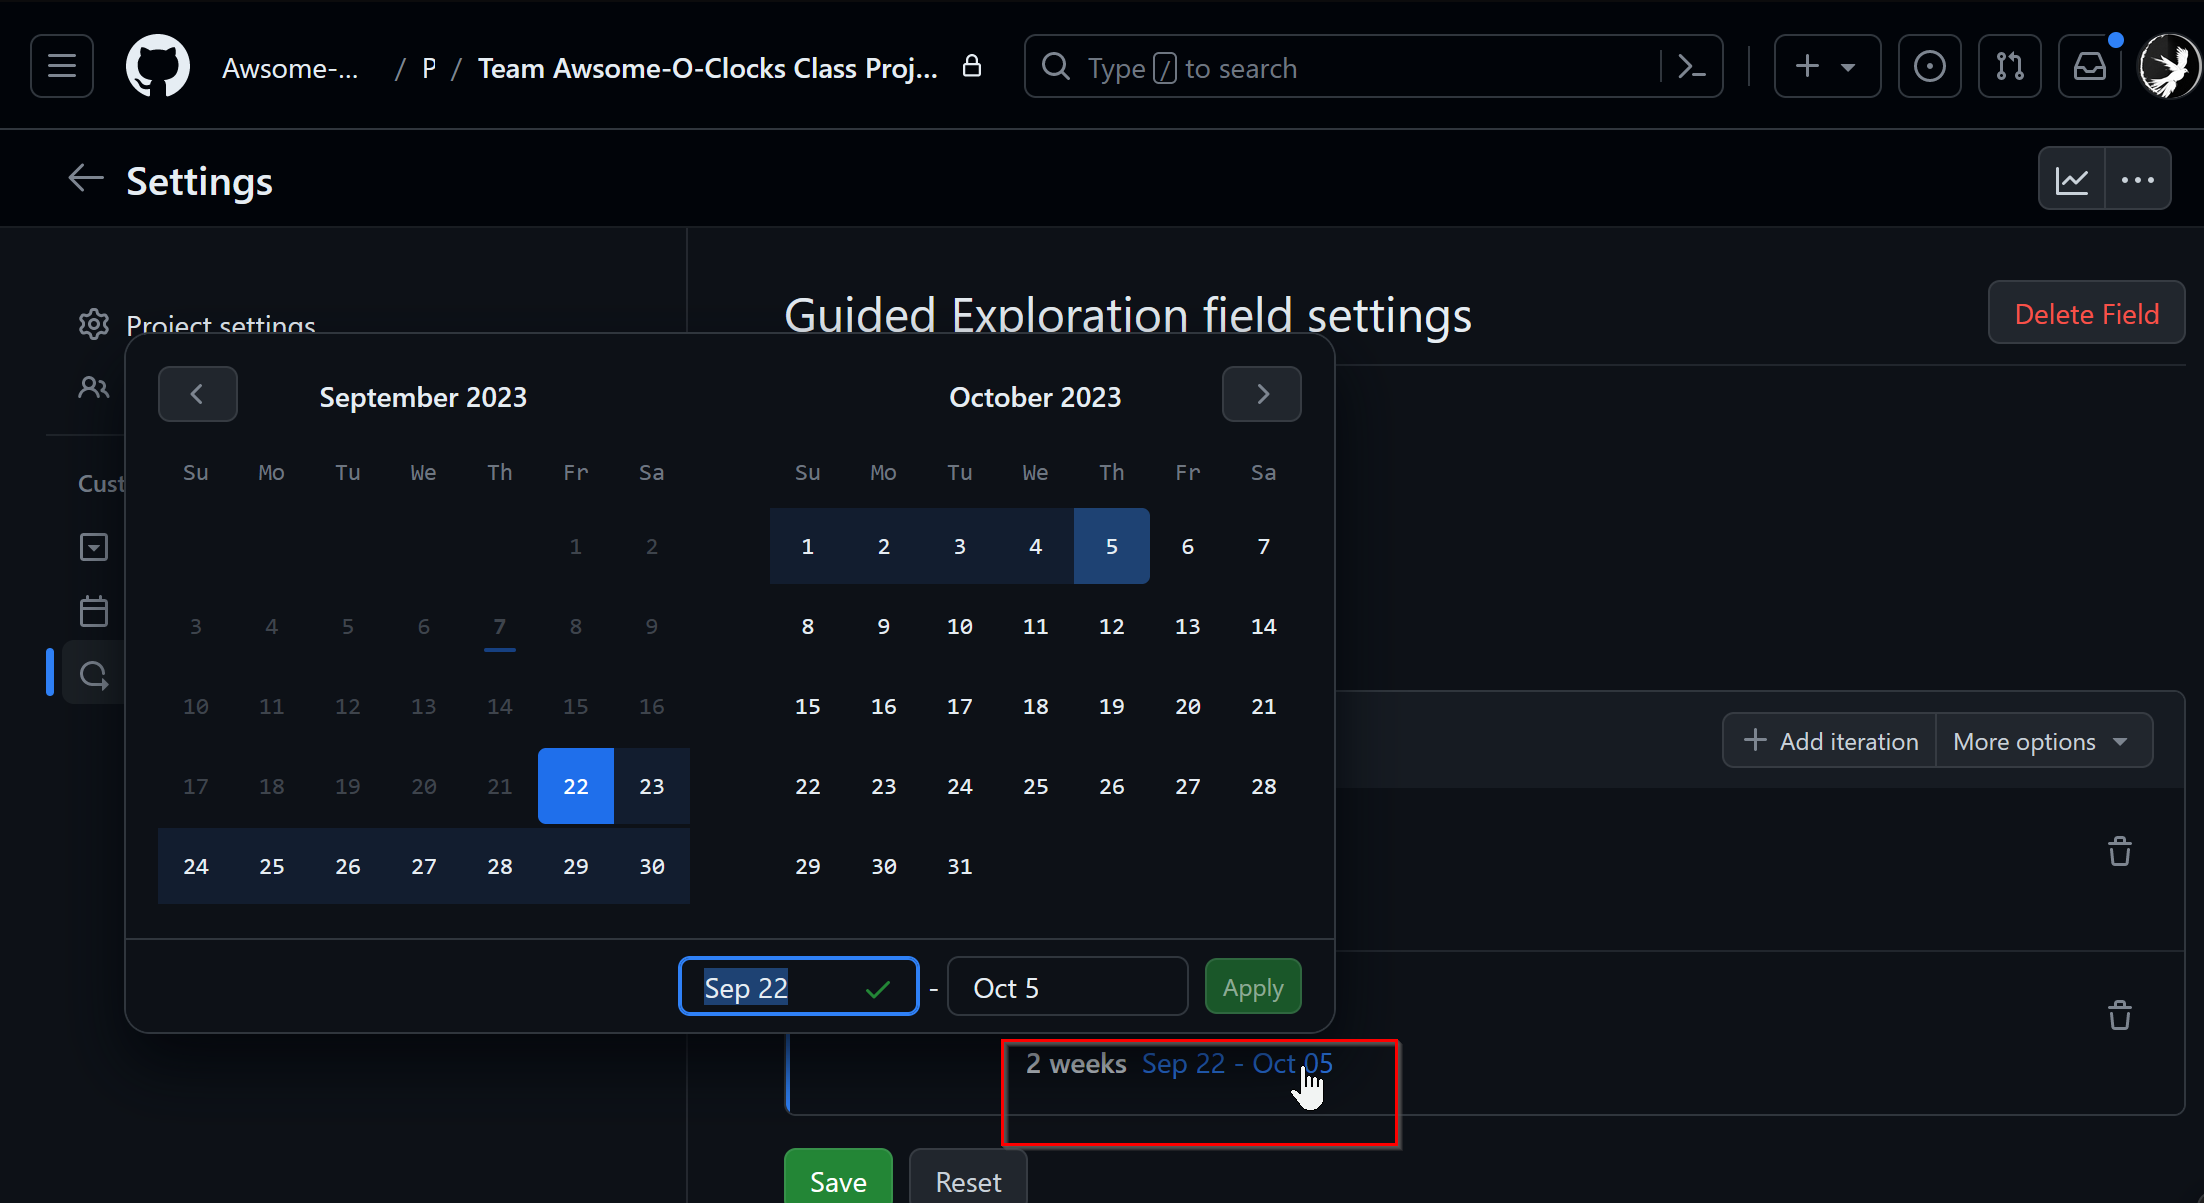 Awsome-... / P / Team Awsome-O-Clocks Class Proj... Type / to search
Settings
Guided Exploration field settings Delete Field
Project settings
September 2023 October 2023
Su Mo Tu We Th Fr Sa Su Mo Tu We Th Fr Sa
Cust
1 2 1 2 3 4 5 6 7
3 4 5 6 7 8 9 8 9 10 11 12 13 14
10 11 12 13 14 15 16 15 16 17 18 19 20 21
+ Add iteration More options
17 18 19 20 21 22 23 22 23 24 25 26 27 28
24 25 26 27 28 29 30 29 30 31
Sep 22 - Oct 5 Apply
2 weeks Sep 22 - Oct 05
Save Reset